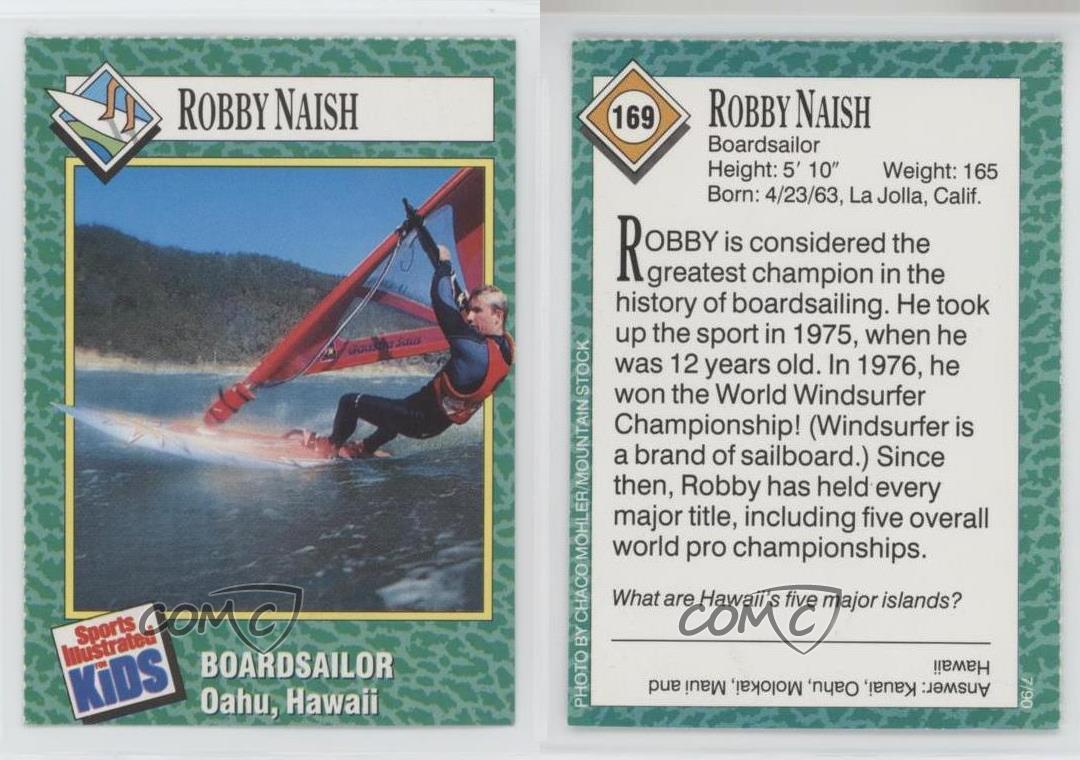 ROBBY NAISH
Sports
Illustrated
FOR
KIDS
BOARDSAILOR
Oahu, Hawaii
COMC
169
ROBBY NAISH
Boardsailor
Height: 5′ 10″ Weight: 165
Born: 4/23/63, La Jolla, Calif.
ROBBY is considered the
greatest champion in the
history of boardsailing. He took
up the sport in 1975, when he
was 12 years old. In 1976, he
won the World Windsurfer
Championship! (Windsurfer is
a brand of sailboard.) Since
then, Robby has held every
major title, including five overall
world pro championships.
What are Hawaii's five major islands?
COMC
Answer: Kauai, Oahu, Molokai, Maui and
Hawaii
PHOTO BY CHACO MOHLER/MOUNTAIN STOCK
7/90